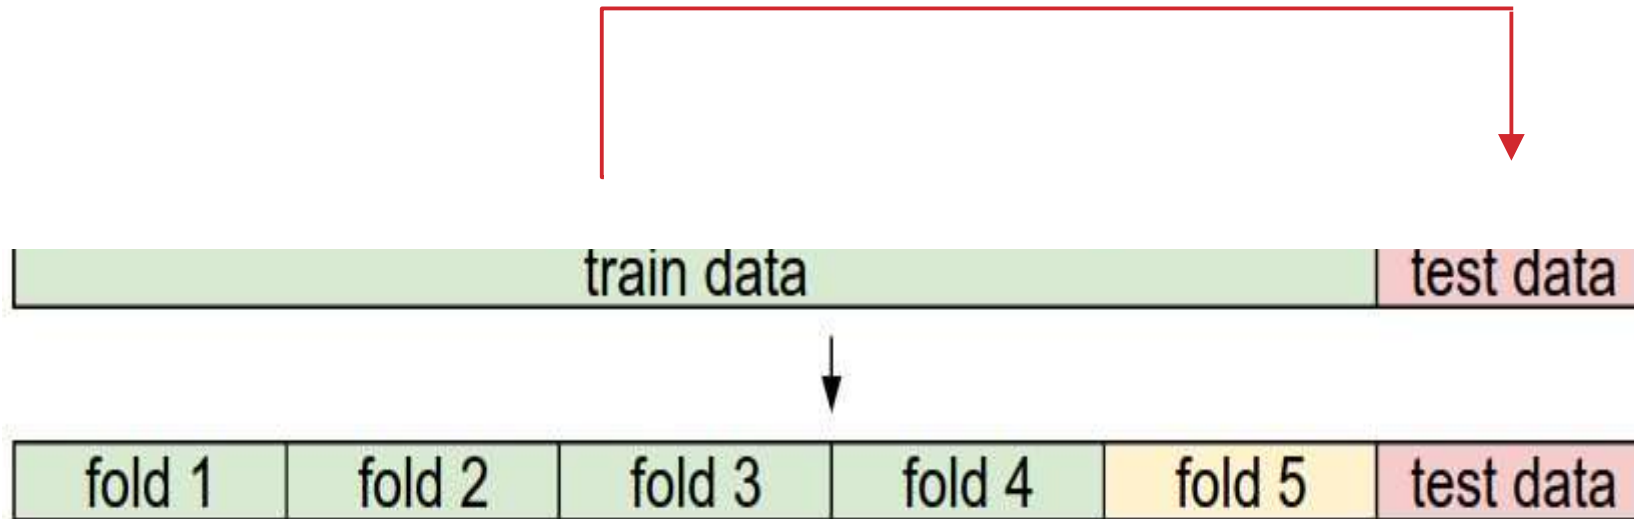 train data test data
fold 1 fold 2 fold 3 fold 4 fold 5 test data